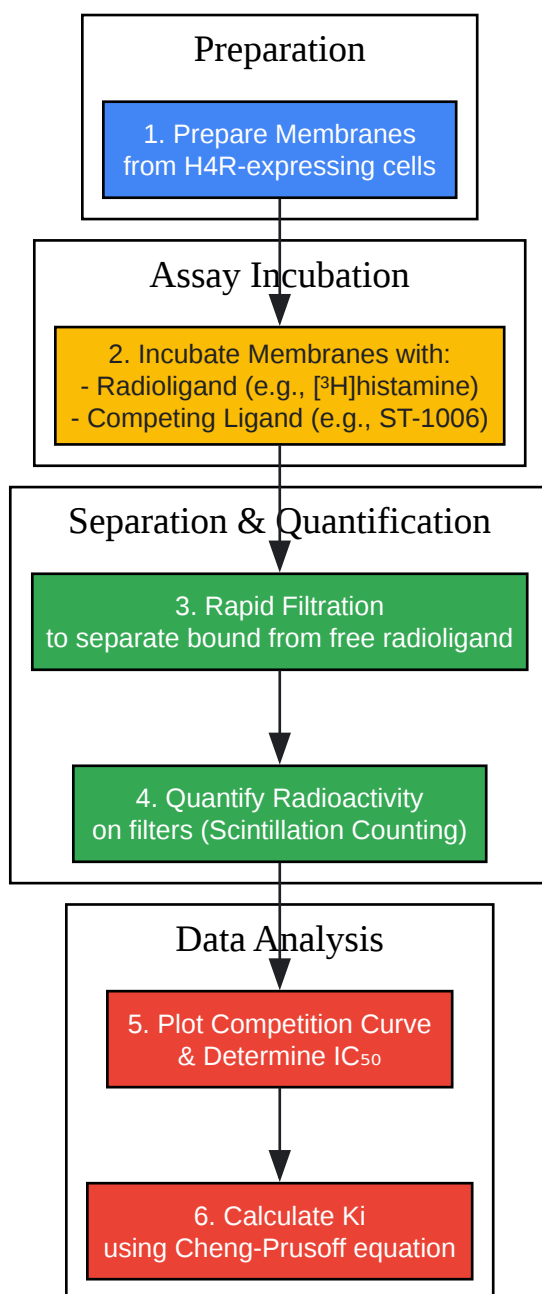 Preparation
1. Prepare Membranes
from H4R-expressing cells
Assay Incubation
2. Incubate Membranes with:
- Radioligand (e.g., [³H]histamine)
- Competing Ligand (e.g., ST-1006)
Separation & Quantification
3. Rapid Filtration
to separate bound from free radioligand
4. Quantify Radioactivity
on filters (Scintillation Counting)
Data Analysis
5. Plot Competition Curve
& Determine IC₅₀
6. Calculate Ki
using Cheng-Prusoff equation